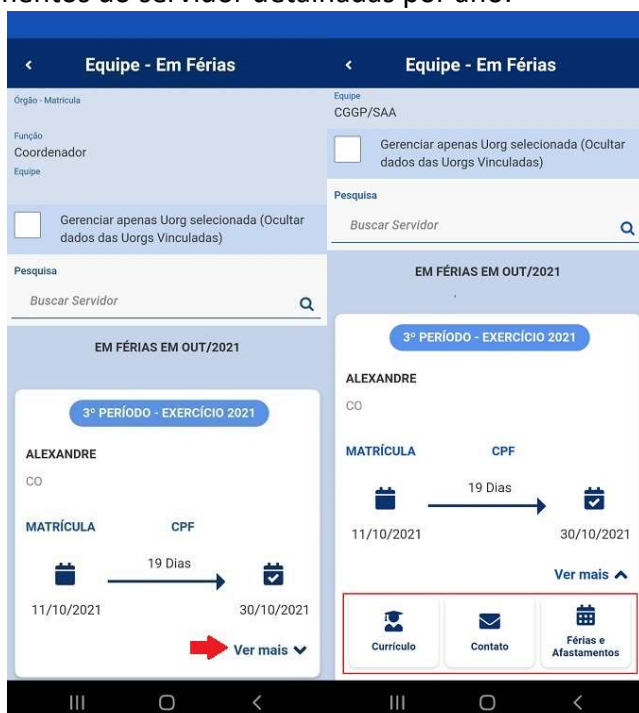 mentos do servidor detalhadas por ano.
Equipe - Em Férias
Órgão - Matricula
Função
Coordenador
Equipe
Gerenciar apenas Uorg selecionada (Ocultar
dados das Uorgs Vinculadas)
Pesquisa
Buscar Servidor
EM FÉRIAS EM OUT/2021
3º PERÍODO - EXERCÍCIO 2021
ALEXANDRE
CO
MATRÍCULA CPF
19 Dias
11/10/2021 30/10/2021
Ver mais
Equipe - Em Férias
Equipe
CGGP/SAA
Gerenciar apenas Uorg selecionada (Ocultar
dados das Uorgs Vinculadas)
Pesquisa
Buscar Servidor
EM FÉRIAS EM OUT/2021
3º PERÍODO - EXERCÍCIO 2021
ALEXANDRE
CO
MATRÍCULA CPF
19 Dias
11/10/2021 30/10/2021
Ver mais
Currículo
Contato
Férias e
Afastamentos